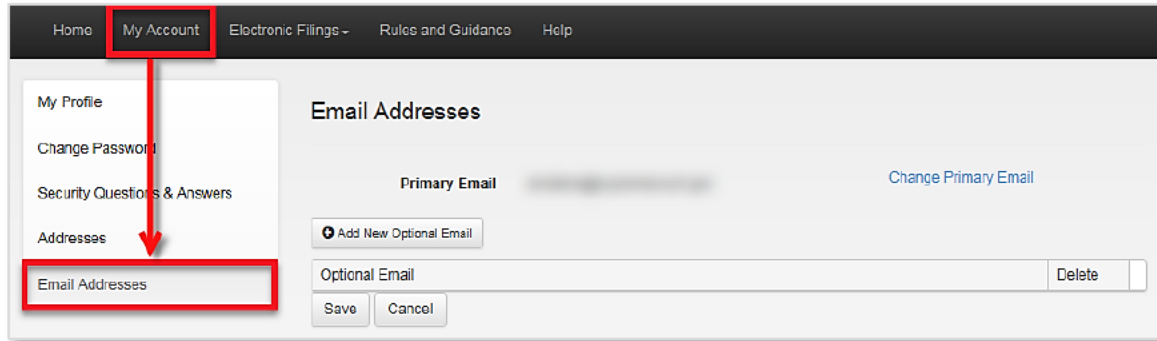 Home My Account Electronic Filings Rules and Guidance Help
My Profile
Change Password
Security Questions & Answers
Addresses
Email Addresses
Email Addresses
Primary Email Change Primary Email
Add New Optional Email
Optional Email Delete
Save Cancel